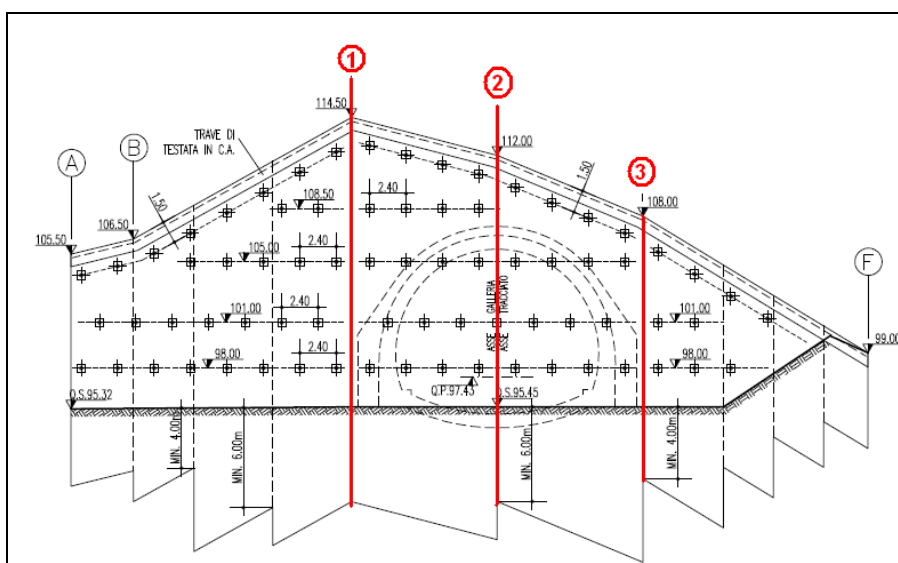 1
114.50
2
TRAVE DI
TESTATA IN C.A.
112.00
A
B
1.50
3
1.50
108.50
2.40
108.00
106.50
105.50
105.00
2.40
F
101.00
2.40
ASSE GALLERIA
ASSE TRACCIATO
101.00
99.00
98.00
2.40
98.00
Q.P.97.43
Q.S.95.32
Q.S.95.45
MIN. 4.00m
MIN. 6.00m
MIN. 6.00m
MIN. 4.00m